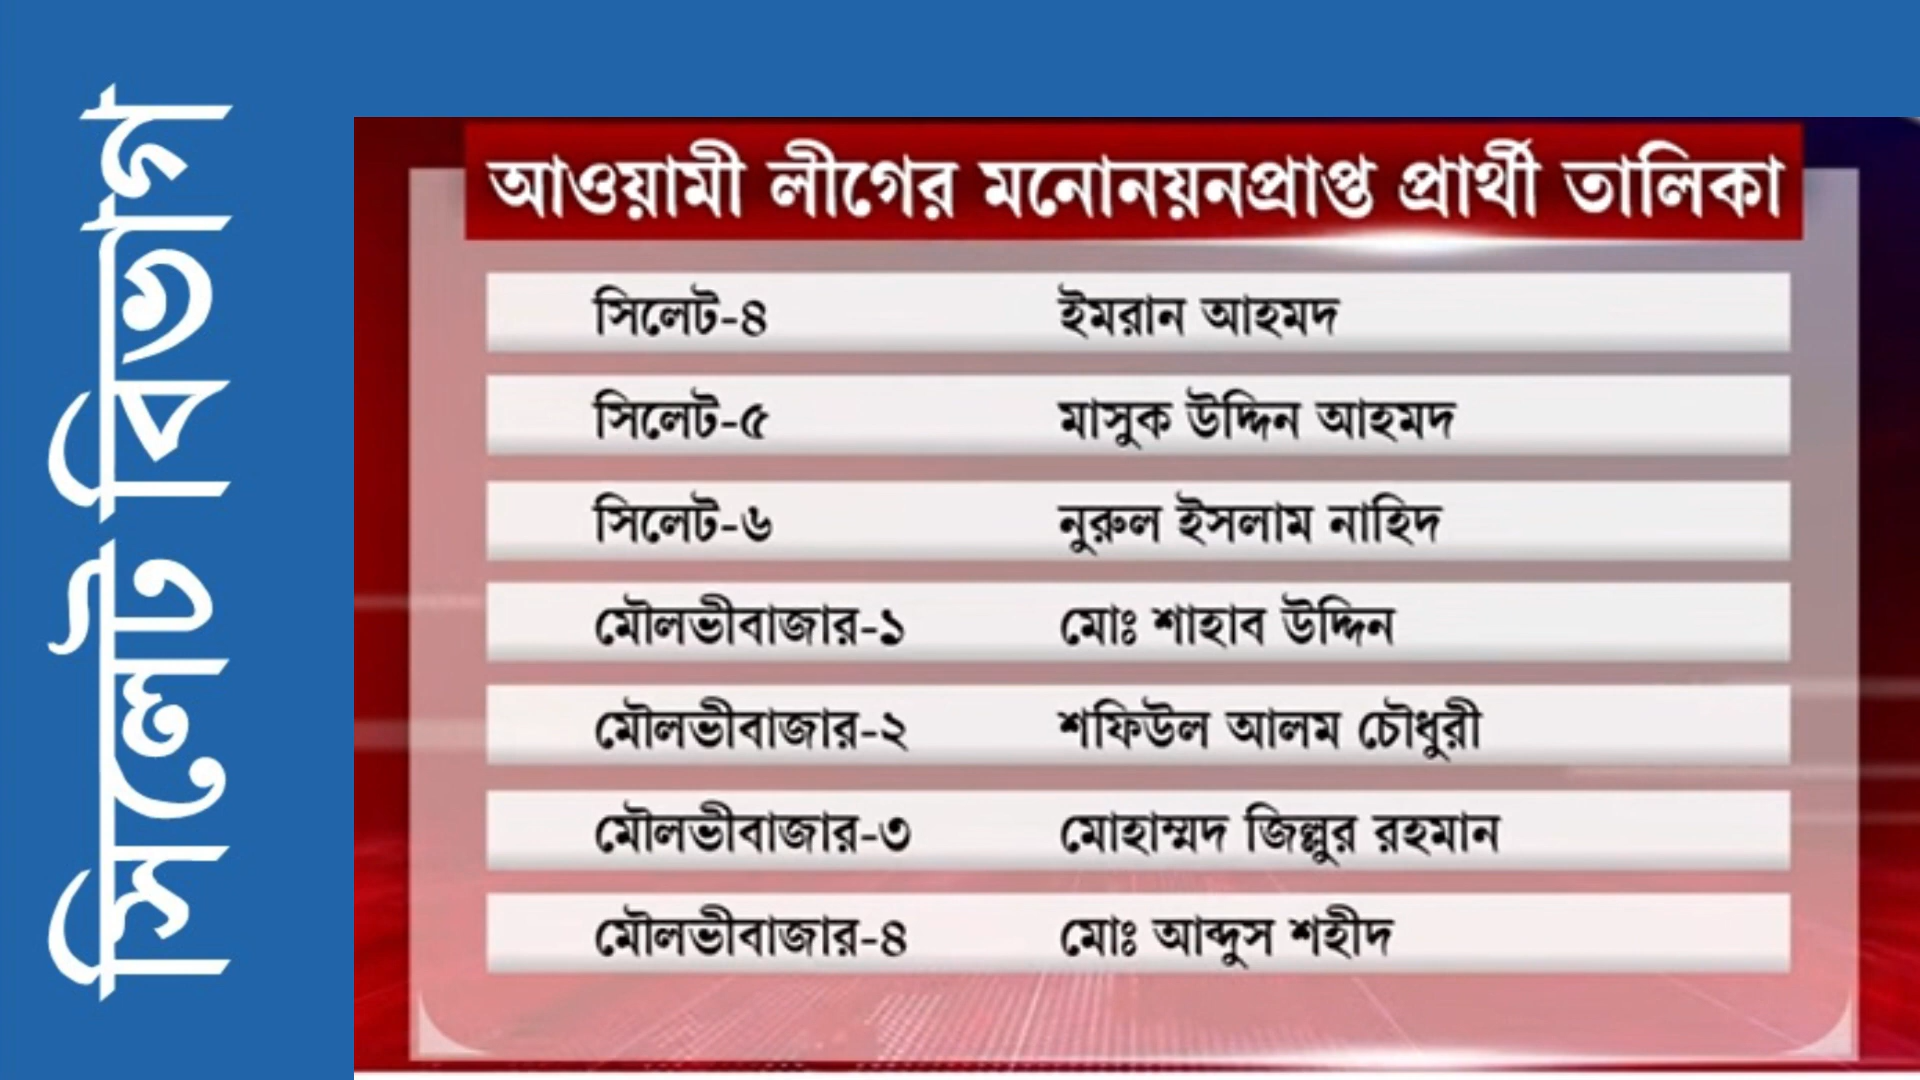 সিলেট বিভাগ
আওয়ামী লীগের মনোনয়নপ্রাপ্ত প্রার্থী তালিকা
সিলেট-৪ ইমরান আহমদ
সিলেট-৫ মাসুক উদ্দিন আহমদ
সিলেট-৬ নুরুল ইসলাম নাহিদ
মৌলভীবাজার-১ মোঃ শাহাব উদ্দিন
মৌলভীবাজার-২ শফিউল আলম চৌধুরী
মৌলভীবাজার-৩ মোহাম্মদ জিল্লুর রহমান
মৌলভীবাজার-৪ মোঃ আব্দুস শহীদ